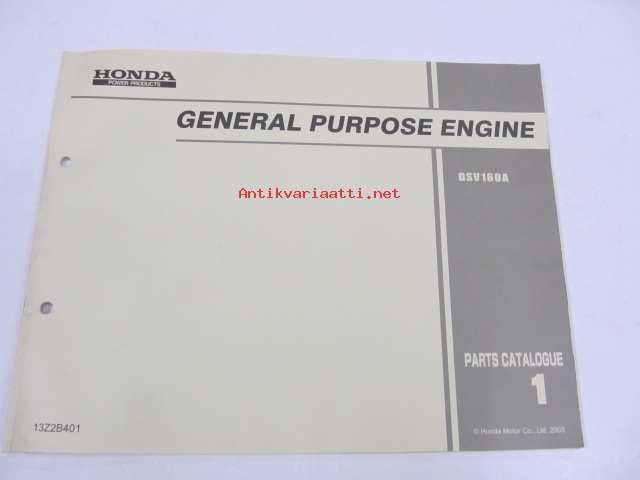 HONDA
POWER PRODUCTS
GENERAL PURPOSE ENGINE
GSV160A
Antikvariaatti.net
PARTS CATALOGUE
1
13Z2B401
© Honda Motor Co., Ltd. 2003